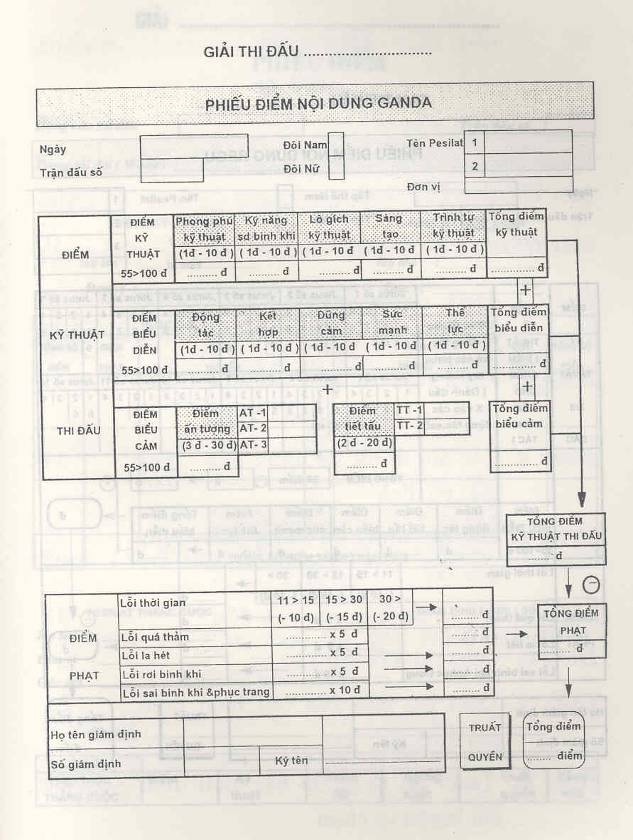 GIẢI THI ĐẤU ................................
PHIẾU ĐIỂM NỘI DUNG GANDA
Ngày
Trận đấu số
Đôi Nam
Đôi Nữ
Tên Pesilat 1
2
Đơn vị
ĐIỂM
KỸ THUẬT
THI ĐẤU
ĐIỂM KỸ THUẬT 55>100 đ
Phong phú kỹ thuật
Kỹ năng sd binh khí
Lô gích kỹ thuật
Sáng tạo
Trình tự kỹ thuật
Tổng điểm kỹ thuật
(1đ - 10đ) (1đ - 10 đ) (1đ - 10 đ) (1đ - 10 đ) (1đ - 10 đ)
.......... đ .......... đ .......... đ .......... đ .......... đ .............. đ
+
ĐIỂM BIỂU DIỄN 55>100 đ
Động tác
Kết hợp
Dũng cảm
Sức mạnh
Thể lực
Tổng điểm biểu diễn
(1đ - 10 đ) (1đ - 10 đ) (1đ - 10 đ) (1đ - 10 đ) (1đ - 10 đ)
.......... đ .......... đ .......... đ .......... đ .......... đ .............. đ
+ +
ĐIỂM BIỂU CẢM 55>100 đ
Điểm ấn tượng
(3 đ - 30 đ)
.......... đ
AT -1
AT- 2
AT- 3
Điểm tiết tấu
(2 đ - 20 đ)
.......... đ
TT -1
TT- 2
Tổng điểm biểu cảm
............ đ
TỔNG ĐIỂM
KỸ THUẬT THI ĐẤU
.......... đ
−
ĐIỂM
PHẠT
Lỗi thời gian
11 > 15 15 > 30 30 >
(- 10 đ) (- 15 đ) (- 20 đ) ........ đ
Lỗi quá thảm ............ x 5 đ ........ đ
Lỗi la hét ............ x 5 đ ........ đ
Lỗi rơi binh khí ............ x 5 đ ........ đ
Lỗi sai binh khí &phục trang ............ x 10 đ ........ đ
TỔNG ĐIỂM
PHẠT
.......... đ
Họ tên giám định
Số giám định
Ký tên
TRUẤT
QUYỀN
Tổng điểm
........ điểm